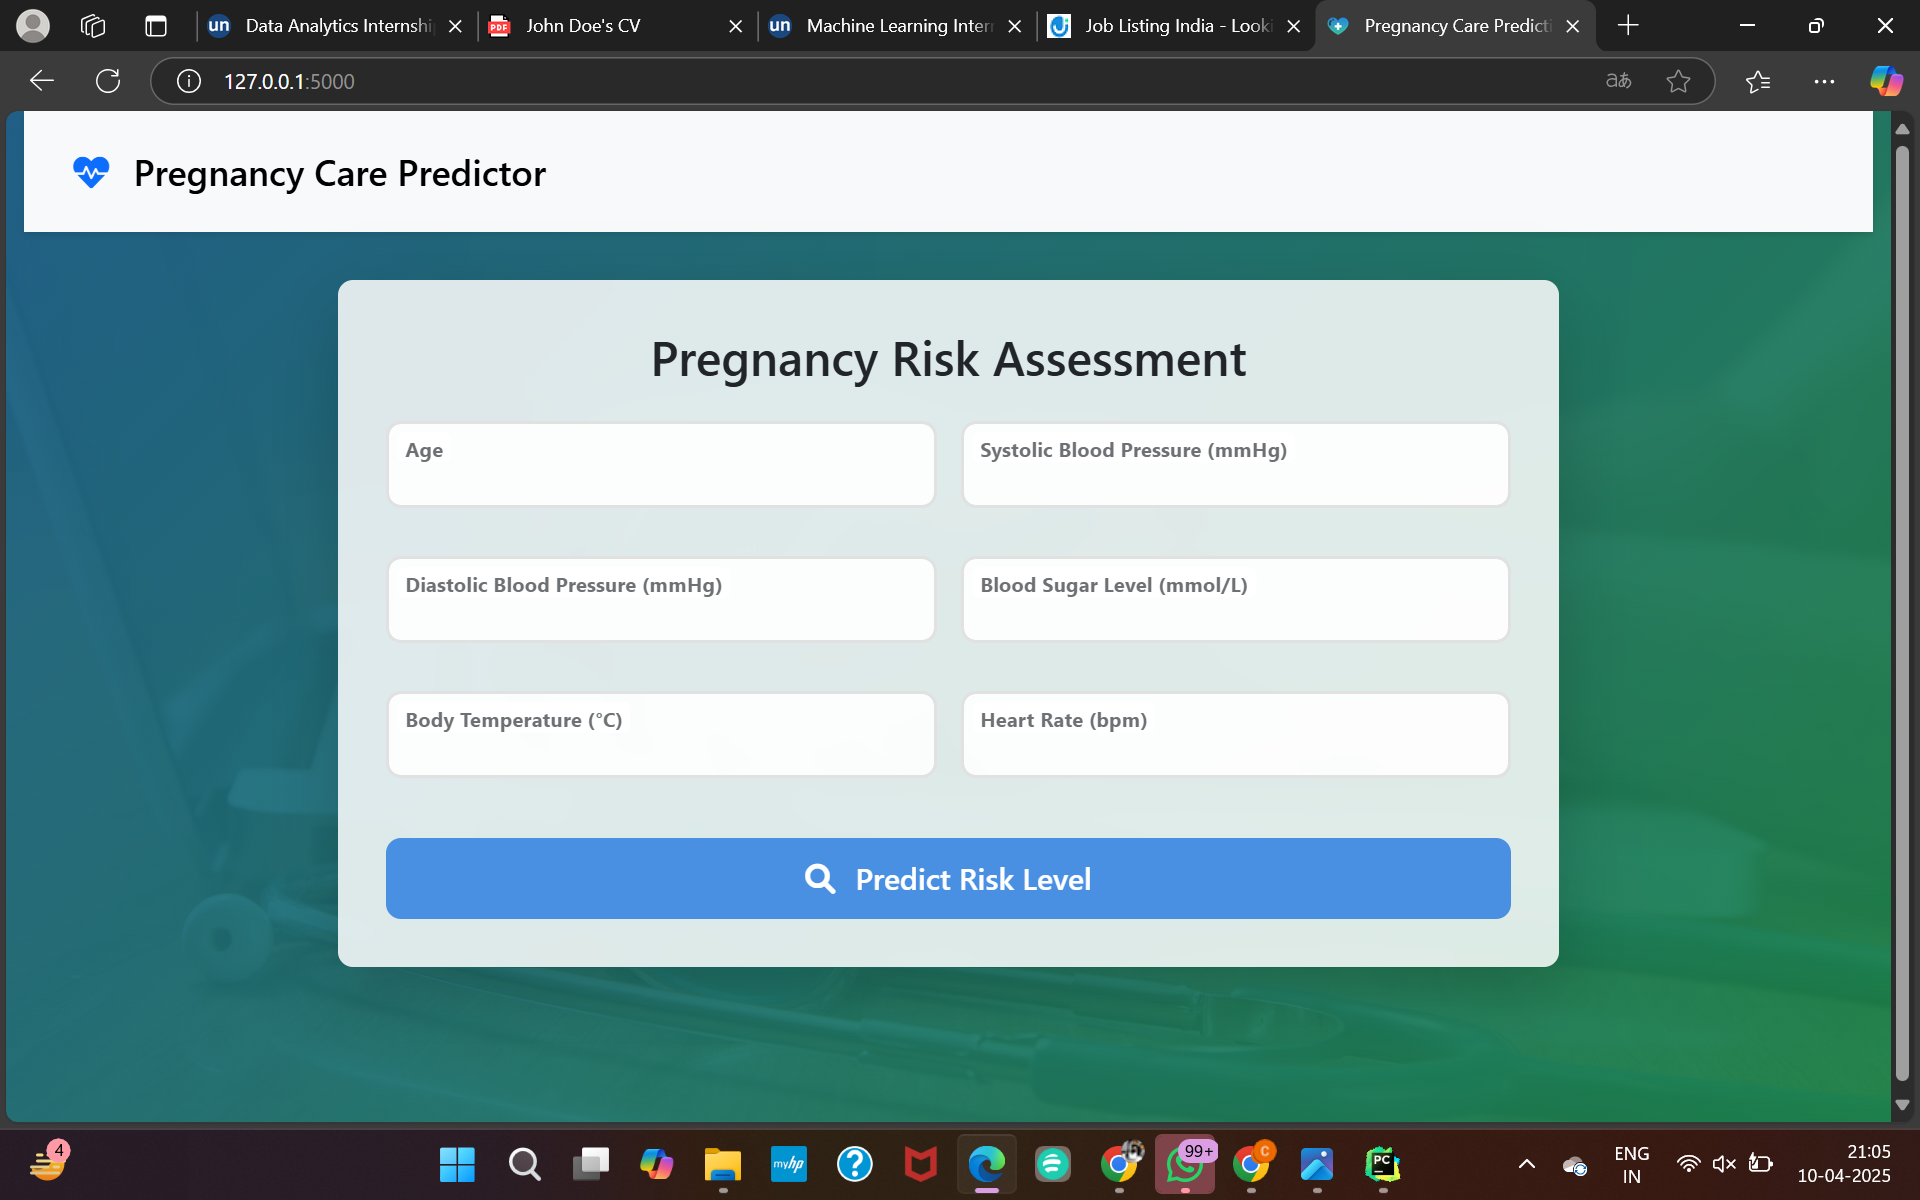 Data Analytics Internshi
John Doe's CV
Machine Learning Intern
Job Listing India - Looki
Pregnancy Care Predicti
127.0.0.1:5000
Pregnancy Care Predictor
Pregnancy Risk Assessment
Age
Systolic Blood Pressure (mmHg)
Diastolic Blood Pressure (mmHg)
Blood Sugar Level (mmol/L)
Body Temperature (°C)
Heart Rate (bpm)
Predict Risk Level
4
myhp
99+
C
PC
ENG
IN
21:05
10-04-2025